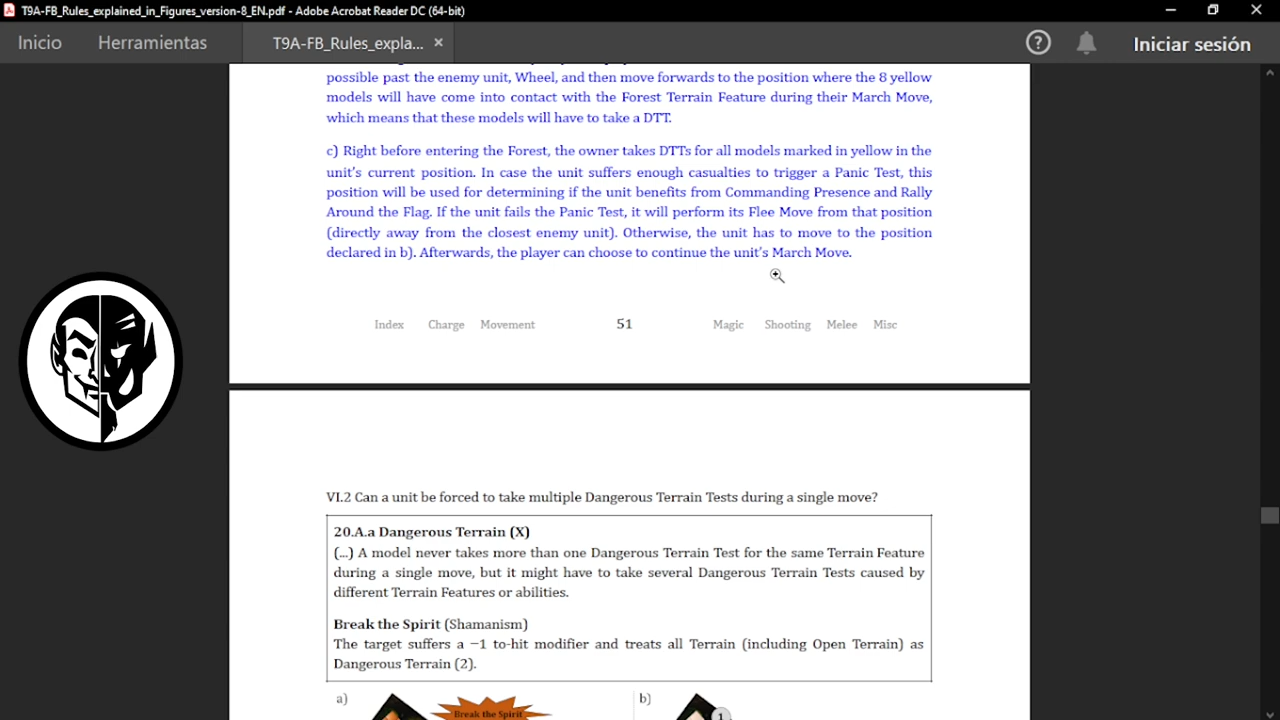 T9A-FB_Rules_explained_in_Figures_version-8_EN.pdf - Adobe Acrobat Reader DC (64-bit)
Inicio Herramientas T9A-FB_Rules_expla... × ? Iniciar sesión
possible past the enemy unit, Wheel, and then move forwards to the position where the 8 yellow
models will have come into contact with the Forest Terrain Feature during their March Move,
which means that these models will have to take a DTT.
c) Right before entering the Forest, the owner takes DTTs for all models marked in yellow in the
unit's current position. In case the unit suffers enough casualties to trigger a Panic Test, this
position will be used for determining if the unit benefits from Commanding Presence and Rally
Around the Flag. If the unit fails the Panic Test, it will perform its Flee Move from that position
(directly away from the closest enemy unit). Otherwise, the unit has to move to the position
declared in b). Afterwards, the player can choose to continue the unit's March Move.
Index Charge Movement 51 Magic Shooting Melee Misc
VI.2 Can a unit be forced to take multiple Dangerous Terrain Tests during a single move?
20.A.a Dangerous Terrain (X)
(...) A model never takes more than one Dangerous Terrain Test for the same Terrain Feature
during a single move, but it might have to take several Dangerous Terrain Tests caused by
different Terrain Features or abilities.
Break the Spirit (Shamanism)
The target suffers a −1 to-hit modifier and treats all Terrain (including Open Terrain) as
Dangerous Terrain (2).
a) b)
Break the Spirit 1